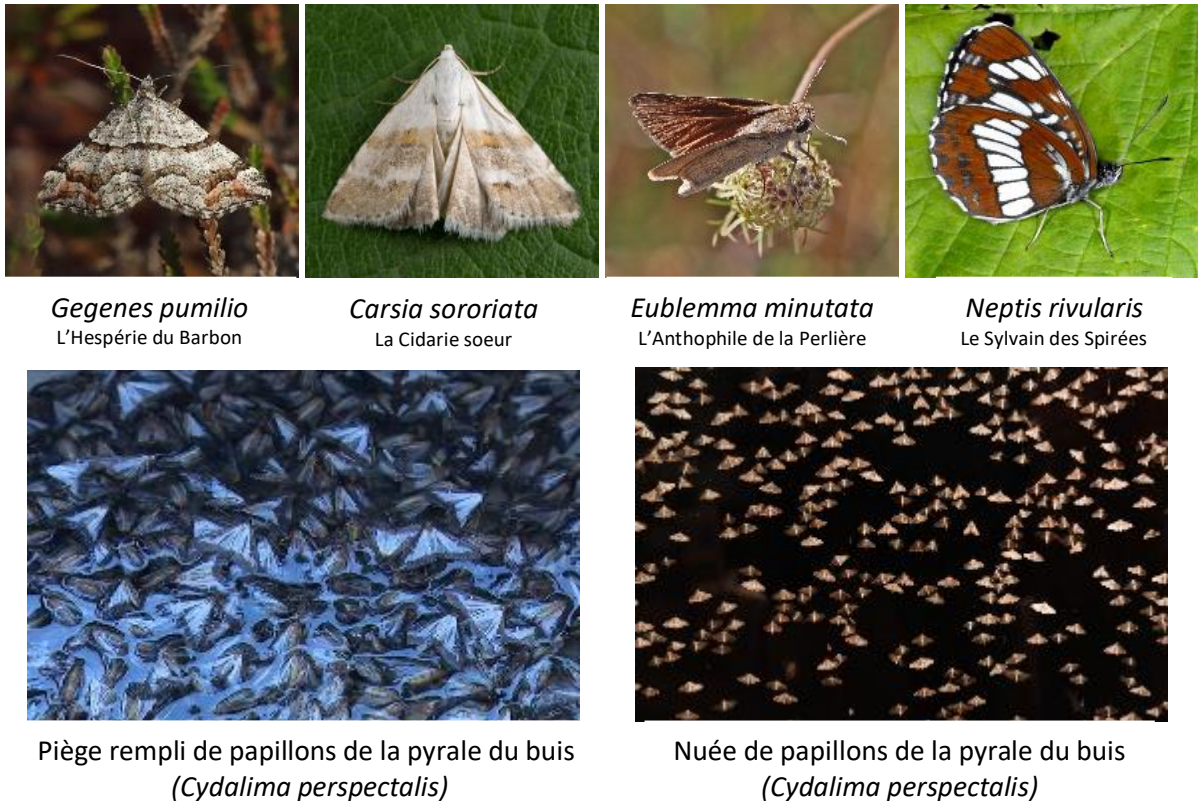 Gegenes pumilio
L'Hespérie du Barbon
Carsia sororiata
La Cidarie soeur
Eublemma minutata
L'Anthophile de la Perlière
Neptis rivularis
Le Sylvain des Spirées
Piège rempli de papillons de la pyrale du buis
(Cydalima perspectalis)
Nuée de papillons de la pyrale du buis
(Cydalima perspectalis)